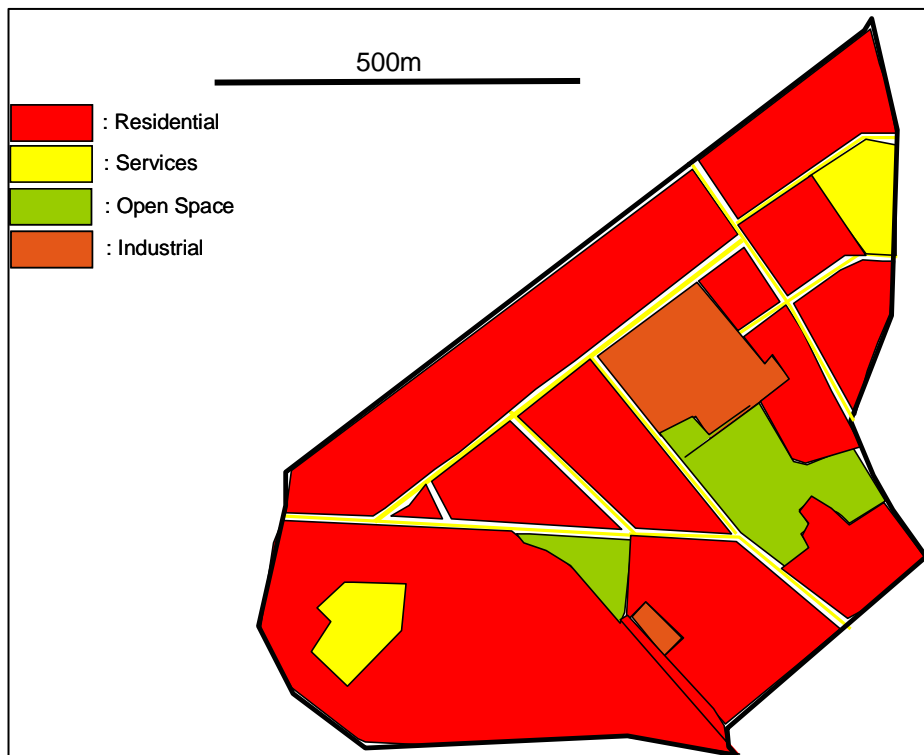 500m
: Residential
: Services
: Open Space
: Industrial